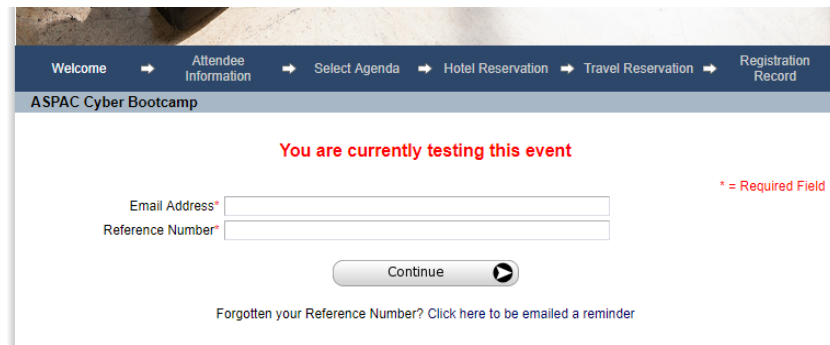 Welcome
Attendee
Information
Select Agenda
Hotel Reservation
Travel Reservation
Registration
Record
ASPAC Cyber Bootcamp
You are currently testing this event
* = Required Field
Email Address*
Reference Number*
Continue
Forgotten your Reference Number? Click here to be emailed a reminder